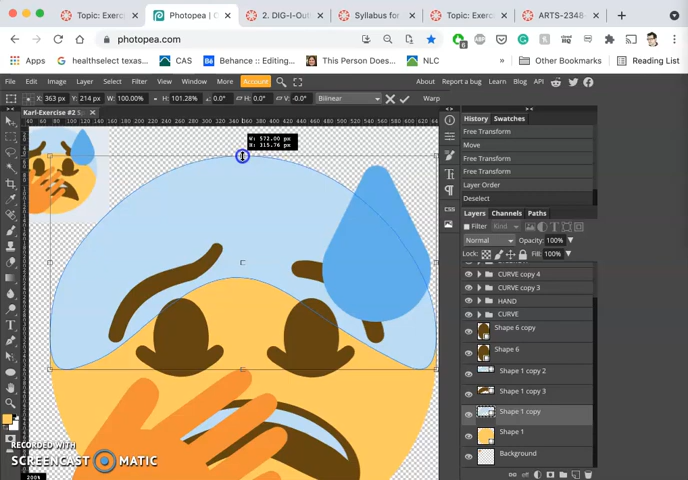 Topic: Exerc
Photopea |
2. DIG-I-Out
Syllabus for
Topic: Exerc
ARTS-2348-
photopea.com
Apps
healthselect texas...
CAS
Behance :: Editing...
This Person Does...
NLC
Other Bookmarks
Reading List
File Edit Image Layer Select Filter View Window More Account
About Report a bug Learn Blog API
X: 363 px Y: 214 px W: 100.00% H: 101.28% : 0.0° H: 0.0° V: -0.0° Bilinear Warp
Karl-Exercise #2 S
W: 572.00 px
H: 315.76 px
History Swatches
Free Transform
Move
Free Transform
Free Transform
Layer Order
Deselect
Layers Channels Paths
Filter Kind
Normal Opacity: 100%
Lock: Fill: 100%
CURVE copy 4
CURVE copy 3
HAND
CURVE
Shape 6 copy
Shape 6
Shape 1 copy 2
Shape 1 copy 3
Shape 1 copy
Shape 1
Background
CSS
RECORDED WITH
SCREENCAST MATIC
200%
eff